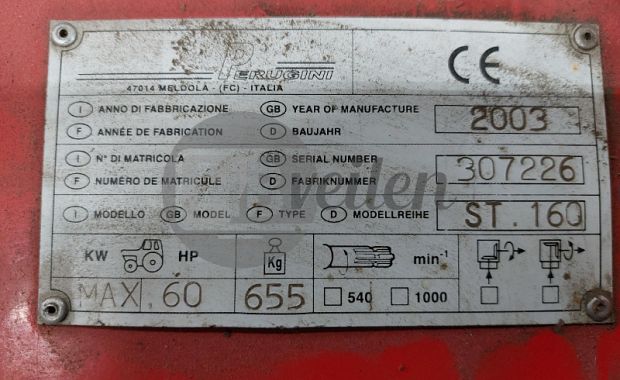 PERUGINI CE
47014 MELDOLA - (FC) - ITALIA
I ANNO DI FABBRICAZIONE GB YEAR OF MANUFACTURE 2003
F ANNÉE DE FABRICATION D BAUJAHR
I N° DI MATRICOLA GB SERIAL NUMBER 307226
F NUMÉRO DE MATRICULE D FABRIKNUMMER
I MODELLO GB MODEL F TYPE D MODELLREIHE ST.160
KW HP Kg min-1
MAX. 60 655 540 1000
veilen